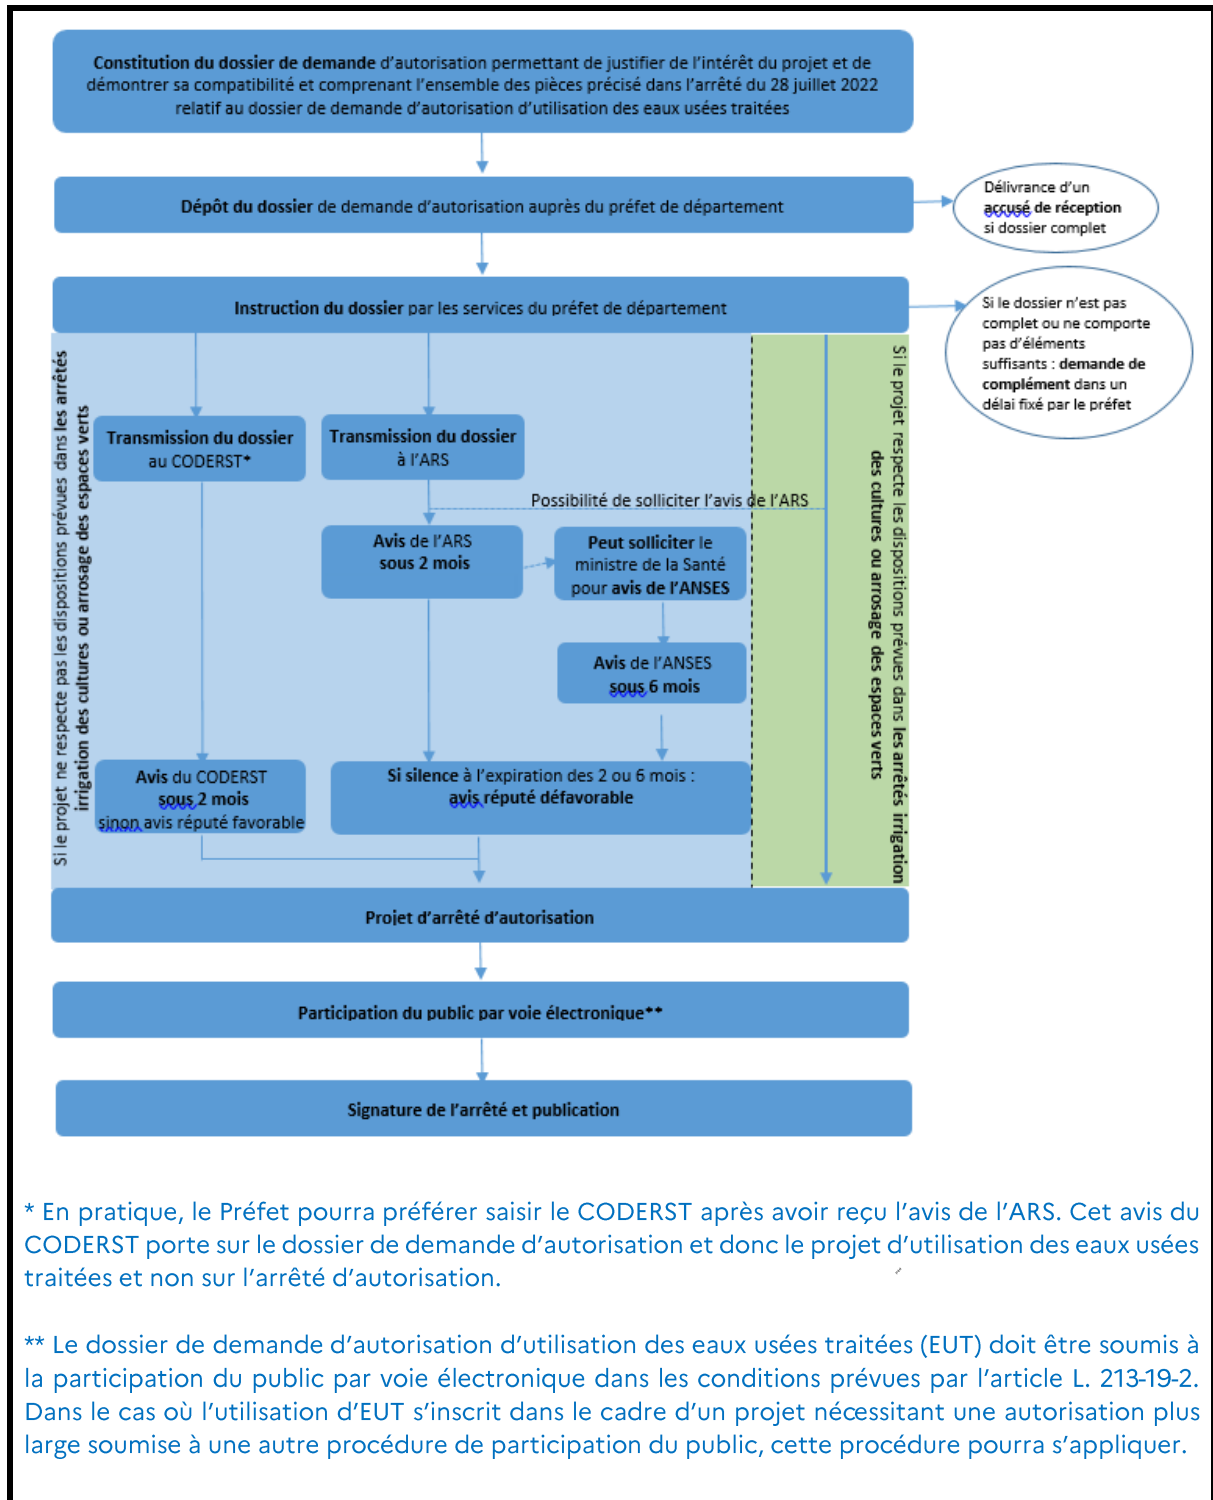 Constitution du dossier de demande d’autorisation permettant de justifier de l’intérêt du projet et de
démontrer sa compatibilité et comprenant l’ensemble des pièces précisé dans l’arrêté du 28 juillet 2022
relatif au dossier de demande d’autorisation d’utilisation des eaux usées traitées
Dépôt du dossier de demande d’autorisation auprès du préfet de département
Délivrance d’un
accusé de réception
si dossier complet
Instruction du dossier par les services du préfet de département
Si le dossier n’est pas
complet ou ne comporte
pas d’éléments
suffisants : demande de
complément dans un
délai fixé par le préfet
Si le projet ne respecte pas les dispositions prévues dans les arrêtés
irrigation des cultures ou arrosage des espaces verts
Transmission du dossier
au CODERST*
Transmission du dossier
à l’ARS
Possibilité de solliciter l’avis de l’ARS
Avis de l’ARS
sous 2 mois
Peut solliciter le
ministre de la Santé
pour avis de l’ANSES
Avis de l’ANSES
sous 6 mois
Avis du CODERST
sous 2 mois
sinon avis réputé favorable
Si silence à l’expiration des 2 ou 6 mois :
avis réputé défavorable
Si le projet respecte les dispositions prévues dans les arrêtés irrigation
des cultures ou arrosage des espaces verts
Projet d’arrêté d’autorisation
Participation du public par voie électronique**
Signature de l’arrêté et publication
* En pratique, le Préfet pourra préférer saisir le CODERST après avoir reçu l’avis de l’ARS. Cet avis du
CODERST porte sur le dossier de demande d’autorisation et donc le projet d’utilisation des eaux usées
traitées et non sur l’arrêté d’autorisation.
** Le dossier de demande d’autorisation d’utilisation des eaux usées traitées (EUT) doit être soumis à
la participation du public par voie électronique dans les conditions prévues par l’article L. 213-19-2.
Dans le cas où l’utilisation d’EUT s’inscrit dans le cadre d’un projet nécessitant une autorisation plus
large soumise à une autre procédure de participation du public, cette procédure pourra s’appliquer.